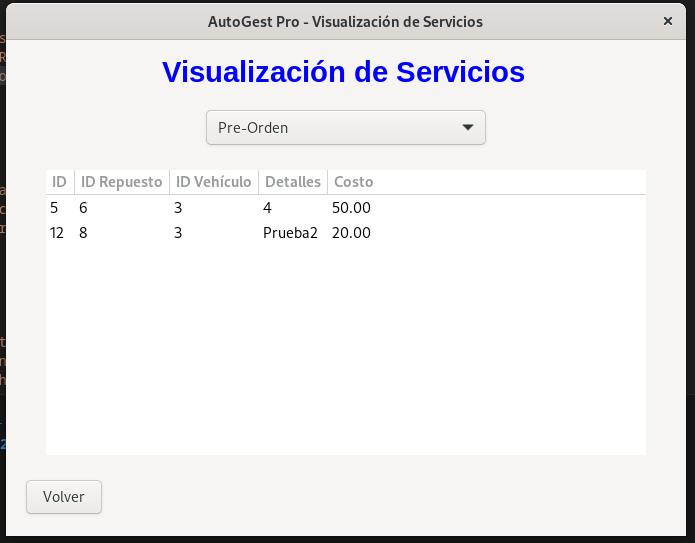 AutoGest Pro - Visualización de Servicios
Visualización de Servicios
Pre-Orden
ID ID Repuesto ID Vehículo Detalles Costo
5 6 3 4 50.00
12 8 3 Prueba2 20.00
Volver